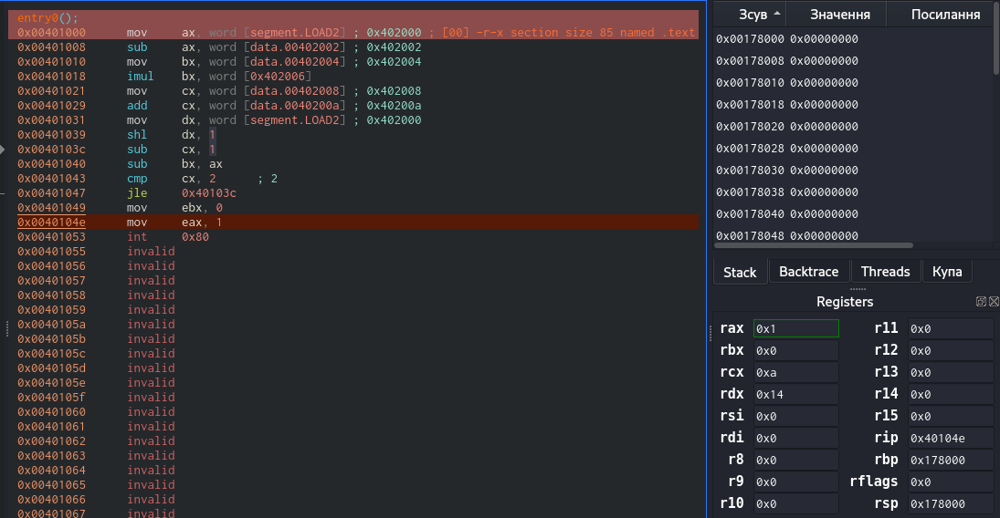 entry0();
0x00401000 mov ax, word [segment.LOAD2] ; 0x402000 ; [00] -r-x section size 85 named .text
0x00401008 sub ax, word [data.00402002] ; 0x402002
0x00401010 mov bx, word [data.00402004] ; 0x402004
0x00401018 imul bx, word [0x402006]
0x00401021 mov cx, word [data.00402008] ; 0x402008
0x00401029 add cx, word [data.0040200a] ; 0x40200a
0x00401031 mov dx, word [segment.LOAD2] ; 0x402000
0x00401039 shl dx, 1
0x0040103c sub cx, 1
0x00401040 sub bx, ax
0x00401043 cmp cx, 2 ; 2
0x00401047 jle 0x40103c
0x00401049 mov ebx, 0
0x0040104e mov eax, 1
0x00401053 int 0x80
0x00401055 invalid
0x00401056 invalid
0x00401057 invalid
0x00401058 invalid
0x00401059 invalid
0x0040105a invalid
0x0040105b invalid
0x0040105c invalid
0x0040105d invalid
0x0040105e invalid
0x0040105f invalid
0x00401060 invalid
0x00401061 invalid
0x00401062 invalid
0x00401063 invalid
0x00401064 invalid
0x00401065 invalid
0x00401066 invalid
0x00401067 invalid
Зсув Значення Посилання
0x00178000 0x00000000
0x00178008 0x00000000
0x00178010 0x00000000
0x00178018 0x00000000
0x00178020 0x00000000
0x00178028 0x00000000
0x00178030 0x00000000
0x00178038 0x00000000
0x00178040 0x00000000
0x00178048 0x00000000
Stack Backtrace Threads Купа
Registers
rax 0x1 r11 0x0
rbx 0x0 r12 0x0
rcx 0xa r13 0x0
rdx 0x14 r14 0x0
rsi 0x0 r15 0x0
rdi 0x0 rip 0x40104e
r8 0x0 rbp 0x178000
r9 0x0 rflags 0x0
r10 0x0 rsp 0x178000